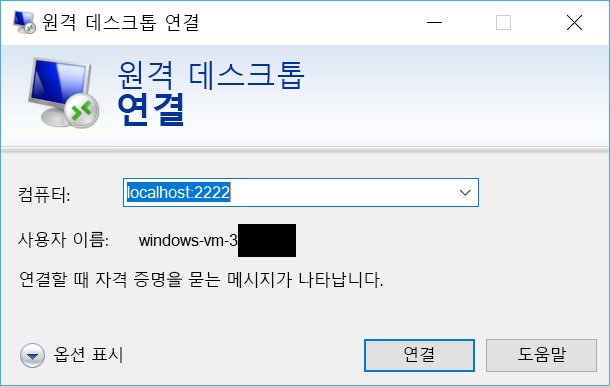 원격 데스크톱 연결
원격 데스크톱
연결
컴퓨터: localhost:2222
사용자 이름: windows-vm-3
연결할 때 자격 증명을 묻는 메시지가 나타납니다.
옵션 표시 연결 도움말